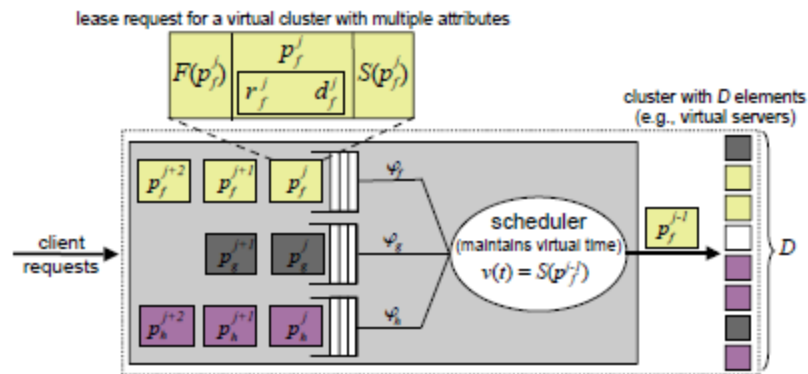 lease request for a virtual cluster with multiple attributes
F(p_f^j) p_f^j S(p_f^j)
r_f^j d_f^j
cluster with D elements
(e.g., virtual servers)
p_f^{j+2} p_f^{j+1} p_f^j φ_f
client
requests
p_g^{j+1} p_g^j φ_g
scheduler
(maintains virtual time)
v(t) = S(p_f^{j-1})
p_f^{j-1}
D
p_h^{j+2} p_h^{j+1} p_h^j φ_h